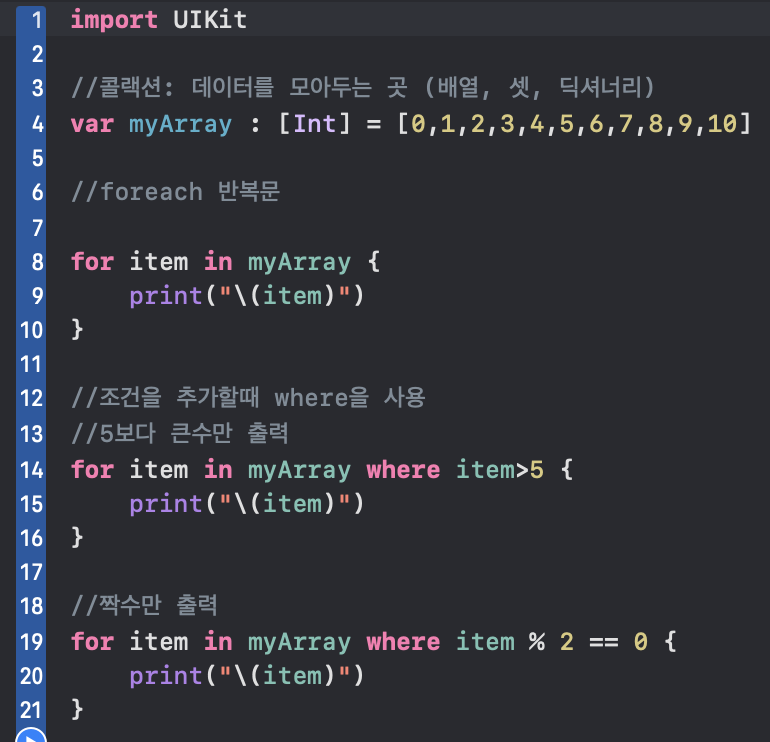 1 import UIKit
2
3 //콜랙션: 데이터를 모아두는 곳 (배열, 셋, 딕셔너리)
4 var myArray : [Int] = [0,1,2,3,4,5,6,7,8,9,10]
5
6 //foreach 반복문
7
8 for item in myArray {
9     print("\(item)")
10 }
11
12 //조건을 추가할때 where을 사용
13 //5보다 큰수만 출력
14 for item in myArray where item>5 {
15     print("\(item)")
16 }
17
18 //짝수만 출력
19 for item in myArray where item % 2 == 0 {
20     print("\(item)")
21 }